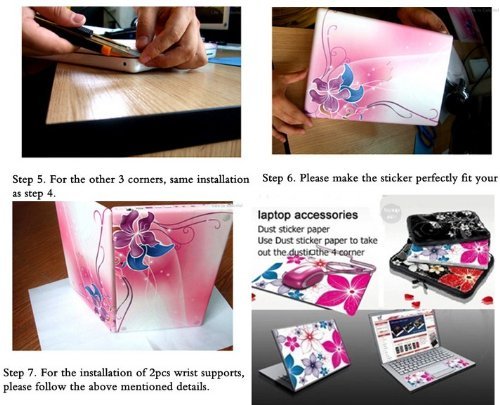 Step 5. For the other 3 corners, same installation
as step 4.
Step 6. Please make the sticker perfectly fit your
laptop accessories
Dust sticker paper
Use Dust sticker paper to take
out the dust the 4 corner
Step 7. For the installation of 2pcs wrist supports,
please follow the above mentioned details.